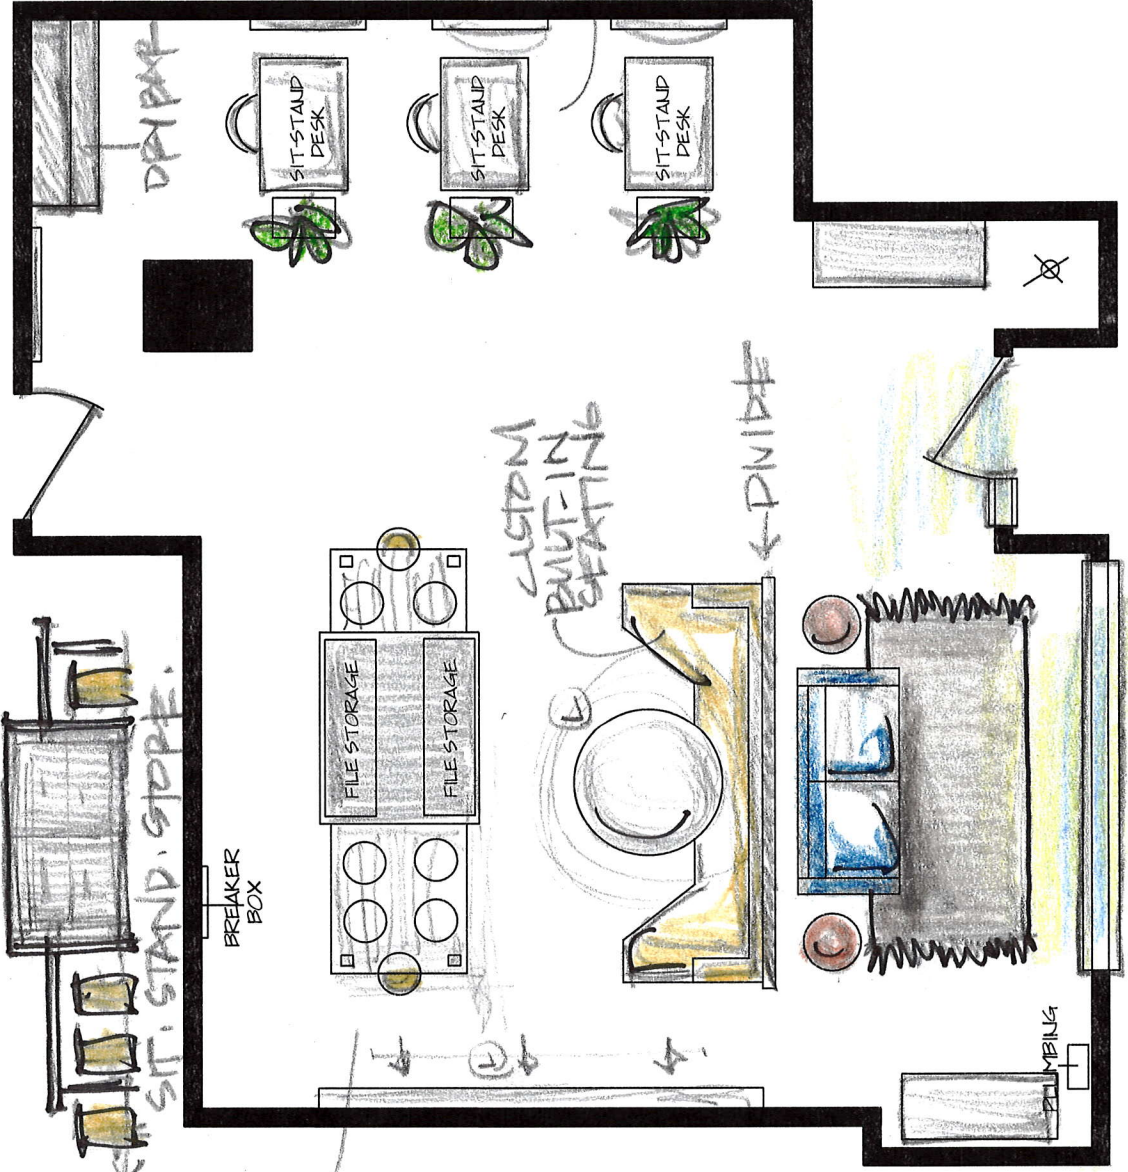 DRY BAR
SIT-STAND
DESK
SIT-STAND
DESK
SIT-STAND
DESK
← DIVIDE
CUSTOM
BUILT-IN
SEATING
L
FILE STORAGE
FILE STORAGE
SIT. STAND. STORE.
BREAKER
BOX
L
PLUMBING